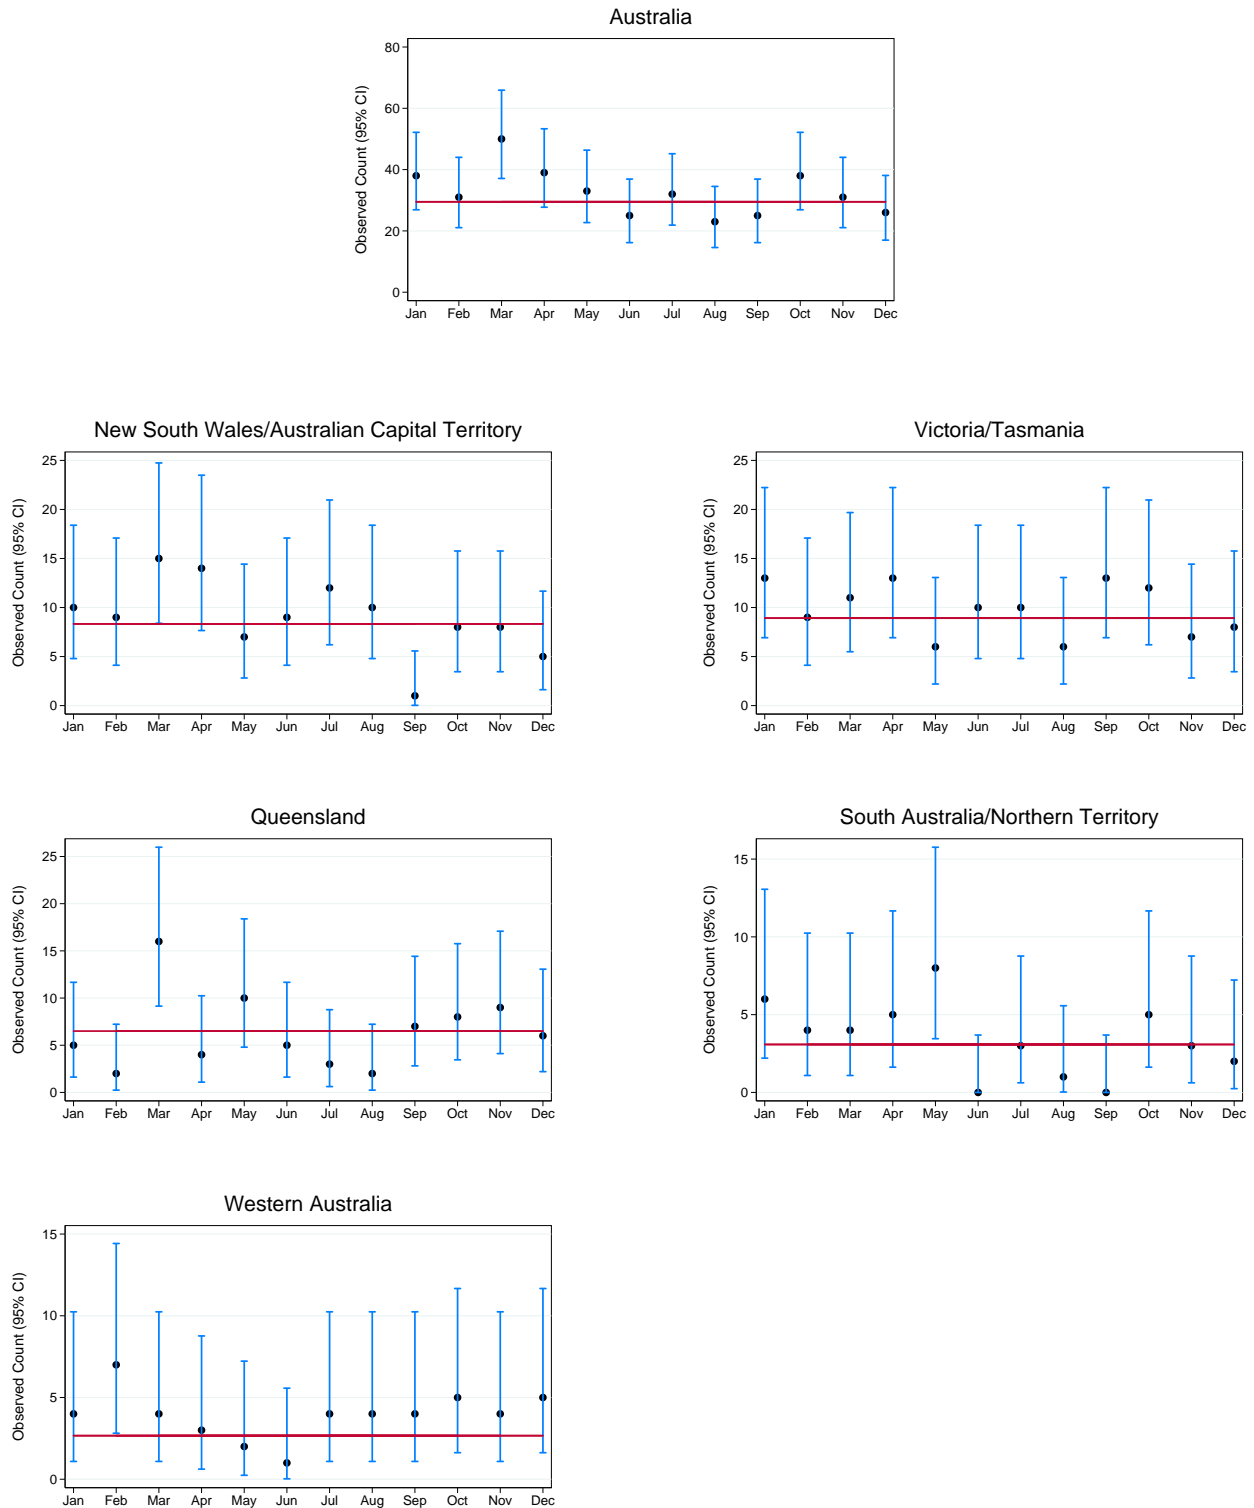 Australia
Observed Count (95% CI)
80
60
40
20
0
Jan Feb Mar Apr May Jun Jul Aug Sep Oct Nov Dec
New South Wales/Australian Capital Territory
Observed Count (95% CI)
25
20
15
10
5
0
Jan Feb Mar Apr May Jun Jul Aug Sep Oct Nov Dec
Victoria/Tasmania
Observed Count (95% CI)
25
20
15
10
5
0
Jan Feb Mar Apr May Jun Jul Aug Sep Oct Nov Dec
Queensland
Observed Count (95% CI)
25
20
15
10
5
0
Jan Feb Mar Apr May Jun Jul Aug Sep Oct Nov Dec
South Australia/Northern Territory
Observed Count (95% CI)
15
10
5
0
Jan Feb Mar Apr May Jun Jul Aug Sep Oct Nov Dec
Western Australia
Observed Count (95% CI)
15
10
5
0
Jan Feb Mar Apr May Jun Jul Aug Sep Oct Nov Dec